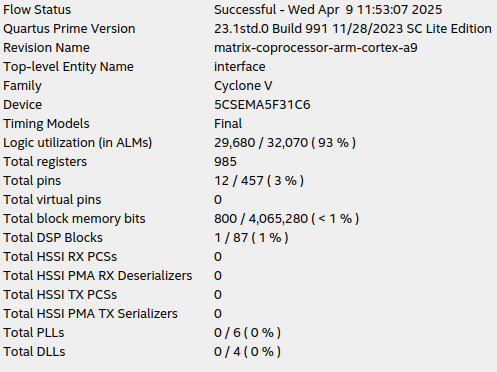 Flow Status Successful - Wed Apr 9 11:53:07 2025
Quartus Prime Version 23.1std.0 Build 991 11/28/2023 SC Lite Edition
Revision Name matrix-coprocessor-arm-cortex-a9
Top-level Entity Name interface
Family Cyclone V
Device 5CSEMA5F31C6
Timing Models Final
Logic utilization (in ALMs) 29,680 / 32,070 ( 93 % )
Total registers 985
Total pins 12 / 457 ( 3 % )
Total virtual pins 0
Total block memory bits 800 / 4,065,280 ( < 1 % )
Total DSP Blocks 1 / 87 ( 1 % )
Total HSSI RX PCSs 0
Total HSSI PMA RX Deserializers 0
Total HSSI TX PCSs 0
Total HSSI PMA TX Serializers 0
Total PLLs 0 / 6 ( 0 % )
Total DLLs 0 / 4 ( 0 % )